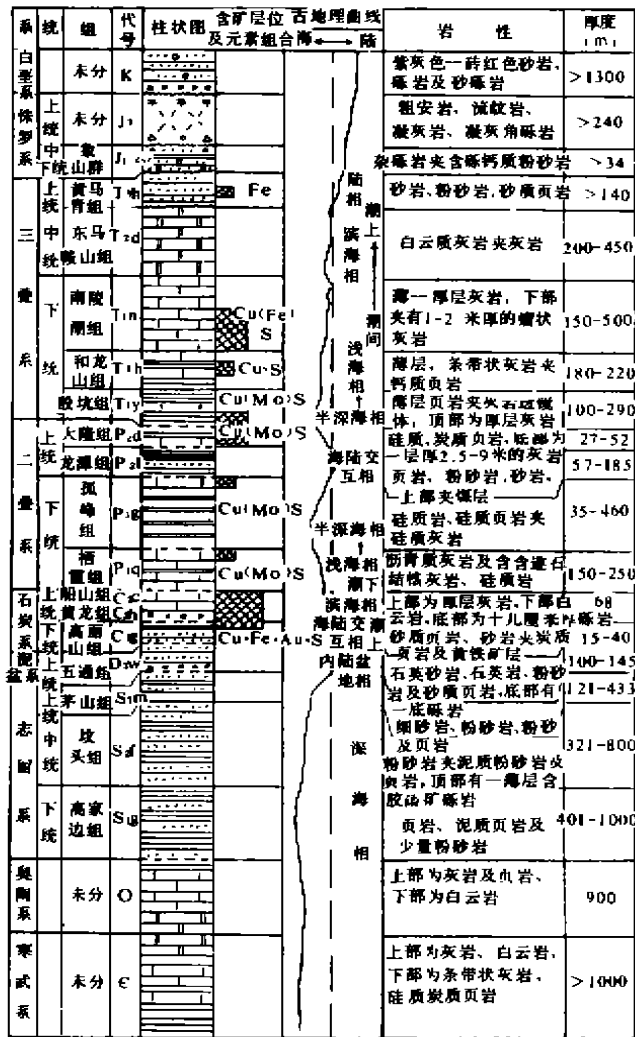 系 统 组 代号 柱状图 含矿层位及元素组合 古地理曲线 海 陆 岩 性 厚度(m)
白垩系 未分 K 紫灰色一砖红色砂岩、砾岩及砂砾岩 >1300
侏罗系 上统 未分 J₃ 粗安岩、流纹岩、凝灰岩、凝灰角砾岩 >240
中下统 象山群 杂砾岩夹含砾钙质粉砂岩 >34
三叠系 上统 黄马青组 Fe 陆相 砂岩、粉砂岩,砂质页岩 >140
中统 东马鞍山组 T₂d 滨海相 潮上 白云质灰岩夹灰岩 200-450
下统 南陵湖组 T₁n Cu(Fe)S 潮间 薄一厚层灰岩,下部夹有1-2米厚的瘤状灰岩 150-500
和龙山组 T₁h Cu·S 浅海相 薄层,条带状灰岩夹钙质页岩 180-220
殷坑组 T₁y Cu(Mo)S 半深海相 薄层页岩夹灰岩透镜体,顶部为厚层灰岩 100-290
二叠系 上统 大隆组 P₂d Cu(Mo)S 硅质,炭质页岩,底部为一层厚2.5-9米的灰岩 27-52
龙潭组 P₂l 海陆交互相 页岩、粉砂岩,砂岩,上部夹煤层 57-185
下统 孤峰组 P₁g Cu(Mo)S 半深海相 硅质岩、硅质页岩夹硅质灰岩 35-460
栖霞组 P₁q Cu(Mo)S 浅海相 潮下 沥青质灰岩及含燧石结核灰岩、硅质岩 150-250
石炭系 上统 船山组 黄龙组 滨海相 上部为厚层灰岩,下部白云岩,底部为十几厘米厚砾岩 68
下统 高丽山组 Cu·Fe·Au·S 海陆交互相 潮上 砂质页岩、砂岩夹炭质页岩及黄铁矿层 15-40
盆系 上统 五通组 D₃w 内陆盆地相 石英砂岩、石英岩、粉砂岩及砂质页岩,底部有一底砾岩 100-145
志留系 上统 茅山组 S₃m 细砂岩、粉砂岩、粉砂及页岩 121-433
中统 坟头组 S₂f 深海相 粉砂岩夹泥质粉砂岩及页岩,顶部有一薄层含胶磷矿砾岩 321-800
下统 高家边组 S₁g 页岩、泥质页岩及少量粉砂岩 401-1000
奥陶系 未分 O 上部为灰岩及页岩、下部为白云岩 900
寒武系 未分 Є 上部为灰岩、白云岩,下部为条带状灰岩,硅质炭质页岩 >1000